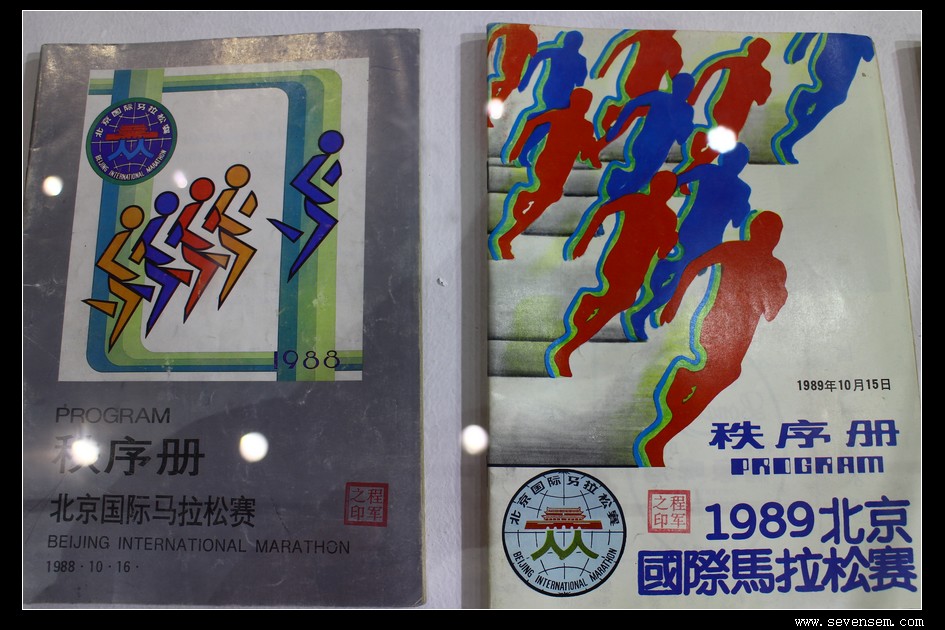 北京国际马拉松赛
BEIJING INTERNATIONAL MARATHON
1988
PROGRAM
秩序册
北京国际马拉松赛
BEIJING INTERNATIONAL MARATHON
1988·10·16·
程军
之印
1989年10月15日
秩序册
PROGRAM
北京国际马拉松赛
BEIJING INTERNATIONAL MARATHON
程军
之印
1989北京
國際馬拉松赛
www.sevensem.com